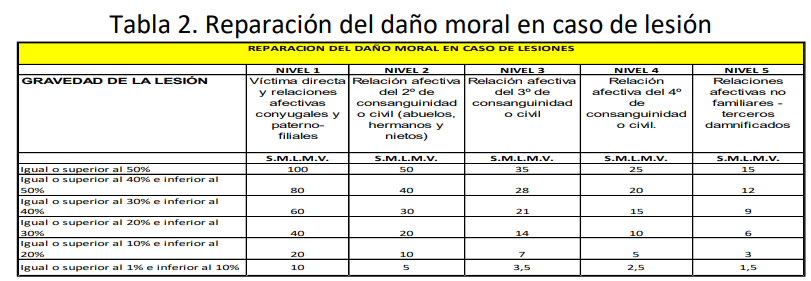 Tabla 2. Reparación del daño moral en caso de lesión
REPARACION DEL DAÑO MORAL EN CASO DE LESIONES
NIVEL 1 NIVEL 2 NIVEL 3 NIVEL 4 NIVEL 5
GRAVEDAD DE LA LESIÓN
Víctima directa
y relaciones
afectivas
conyugales y
paterno-
filiales
Relación afectiva
del 2º de
consanguinidad
o civil (abuelos,
hermanos y
nietos)
Relación afectiva
del 3º de
consanguinidad
o civil
Relación
afectiva del 4º
de
consanguinidad
o civil.
Relaciones
afectivas no
familiares -
terceros
damnificados
S.M.L.M.V. S.M.L.M.V. S.M.L.M.V. S.M.L.M.V. S.M.L.M.V.
Igual o superior al 50% 100 50 35 25 15
Igual o superior al 40% e inferior al
50% 80 40 28 20 12
Igual o superior al 30% e inferior al
40% 60 30 21 15 9
Igual o superior al 20% e inferior al
30% 40 20 14 10 6
Igual o superior al 10% e inferior al
20% 20 10 7 5 3
Igual o superior al 1% e inferior al 10% 10 5 3,5 2,5 1,5